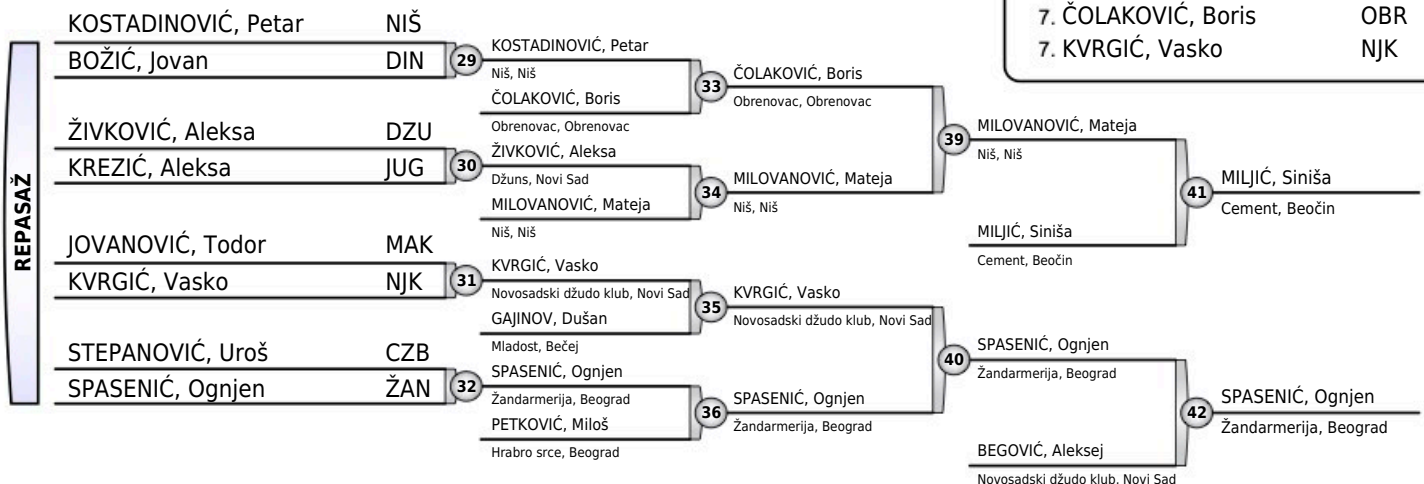 7. ČOLAKOVIĆ, Boris OBR
7. KVRGIĆ, Vasko NJK
REPASAŽ
KOSTADINOVIĆ, Petar NIŠ
BOŽIĆ, Jovan DIN
ŽIVKOVIĆ, Aleksa DZU
KREZIĆ, Aleksa JUG
JOVANOVIĆ, Todor MAK
KVRGIĆ, Vasko NJK
STEPANOVIĆ, Uroš CZB
SPASENIĆ, Ognjen ŽAN
29
30
31
32
KOSTADINOVIĆ, Petar
Niš, Niš
ČOLAKOVIĆ, Boris
Obrenovac, Obrenovac
ŽIVKOVIĆ, Aleksa
Džuns, Novi Sad
MILOVANOVIĆ, Mateja
Niš, Niš
KVRGIĆ, Vasko
Novosadski džudo klub, Novi Sad
GAJINOV, Dušan
Mladost, Bečej
SPASENIĆ, Ognjen
Žandarmerija, Beograd
PETKOVIĆ, Miloš
Hrabro srce, Beograd
33
34
35
36
ČOLAKOVIĆ, Boris
Obrenovac, Obrenovac
MILOVANOVIĆ, Mateja
Niš, Niš
KVRGIĆ, Vasko
Novosadski džudo klub, Novi Sad
SPASENIĆ, Ognjen
Žandarmerija, Beograd
39
40
MILOVANOVIĆ, Mateja
Niš, Niš
MILJIĆ, Siniša
Cement, Beočin
SPASENIĆ, Ognjen
Žandarmerija, Beograd
BEGOVIĆ, Aleksej
Novosadski džudo klub, Novi Sad
41
42
MILJIĆ, Siniša
Cement, Beočin
SPASENIĆ, Ognjen
Žandarmerija, Beograd